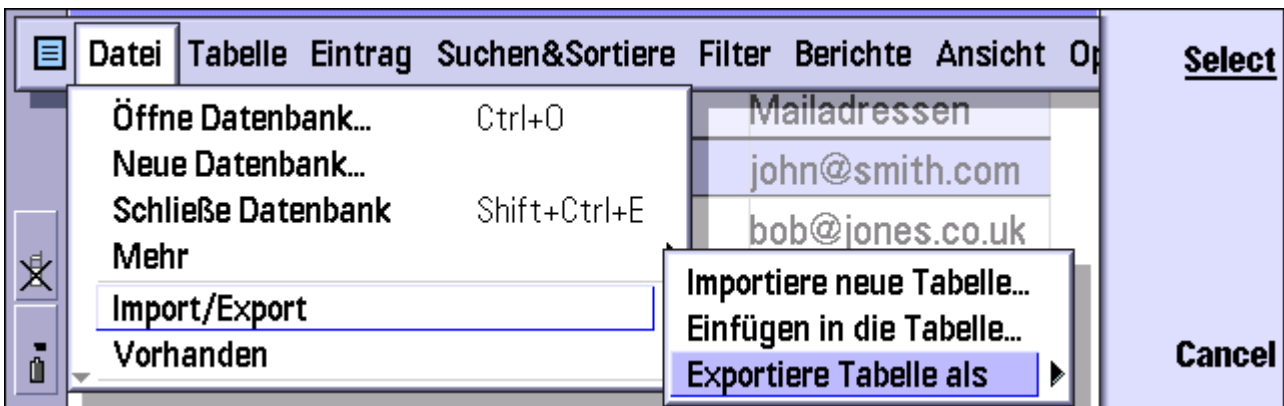 Datei Tabelle Eintrag Suchen&Sortiere Filter Berichte Ansicht Op
Select
Öffne Datenbank... Ctrl+O
Neue Datenbank...
Schließe Datenbank Shift+Ctrl+E
Mehr
Import/Export
Vorhanden
Mailadressen
john@smith.com
bob@jones.co.uk
Importiere neue Tabelle...
Einfügen in die Tabelle...
Exportiere Tabelle als
Cancel